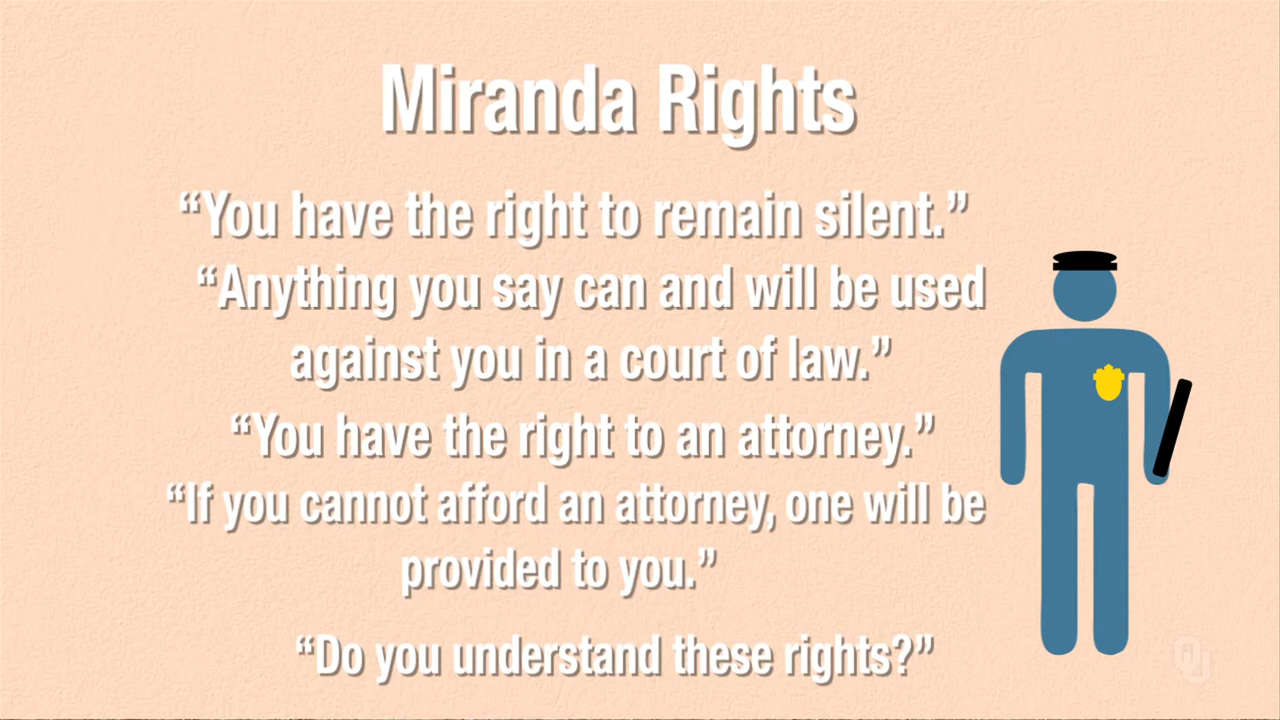 Miranda Rights
“You have the right to remain silent.”
“Anything you say can and will be used
against you in a court of law.”
“You have the right to an attorney.”
“If you cannot afford an attorney, one will be
provided to you.”
“Do you understand these rights?”